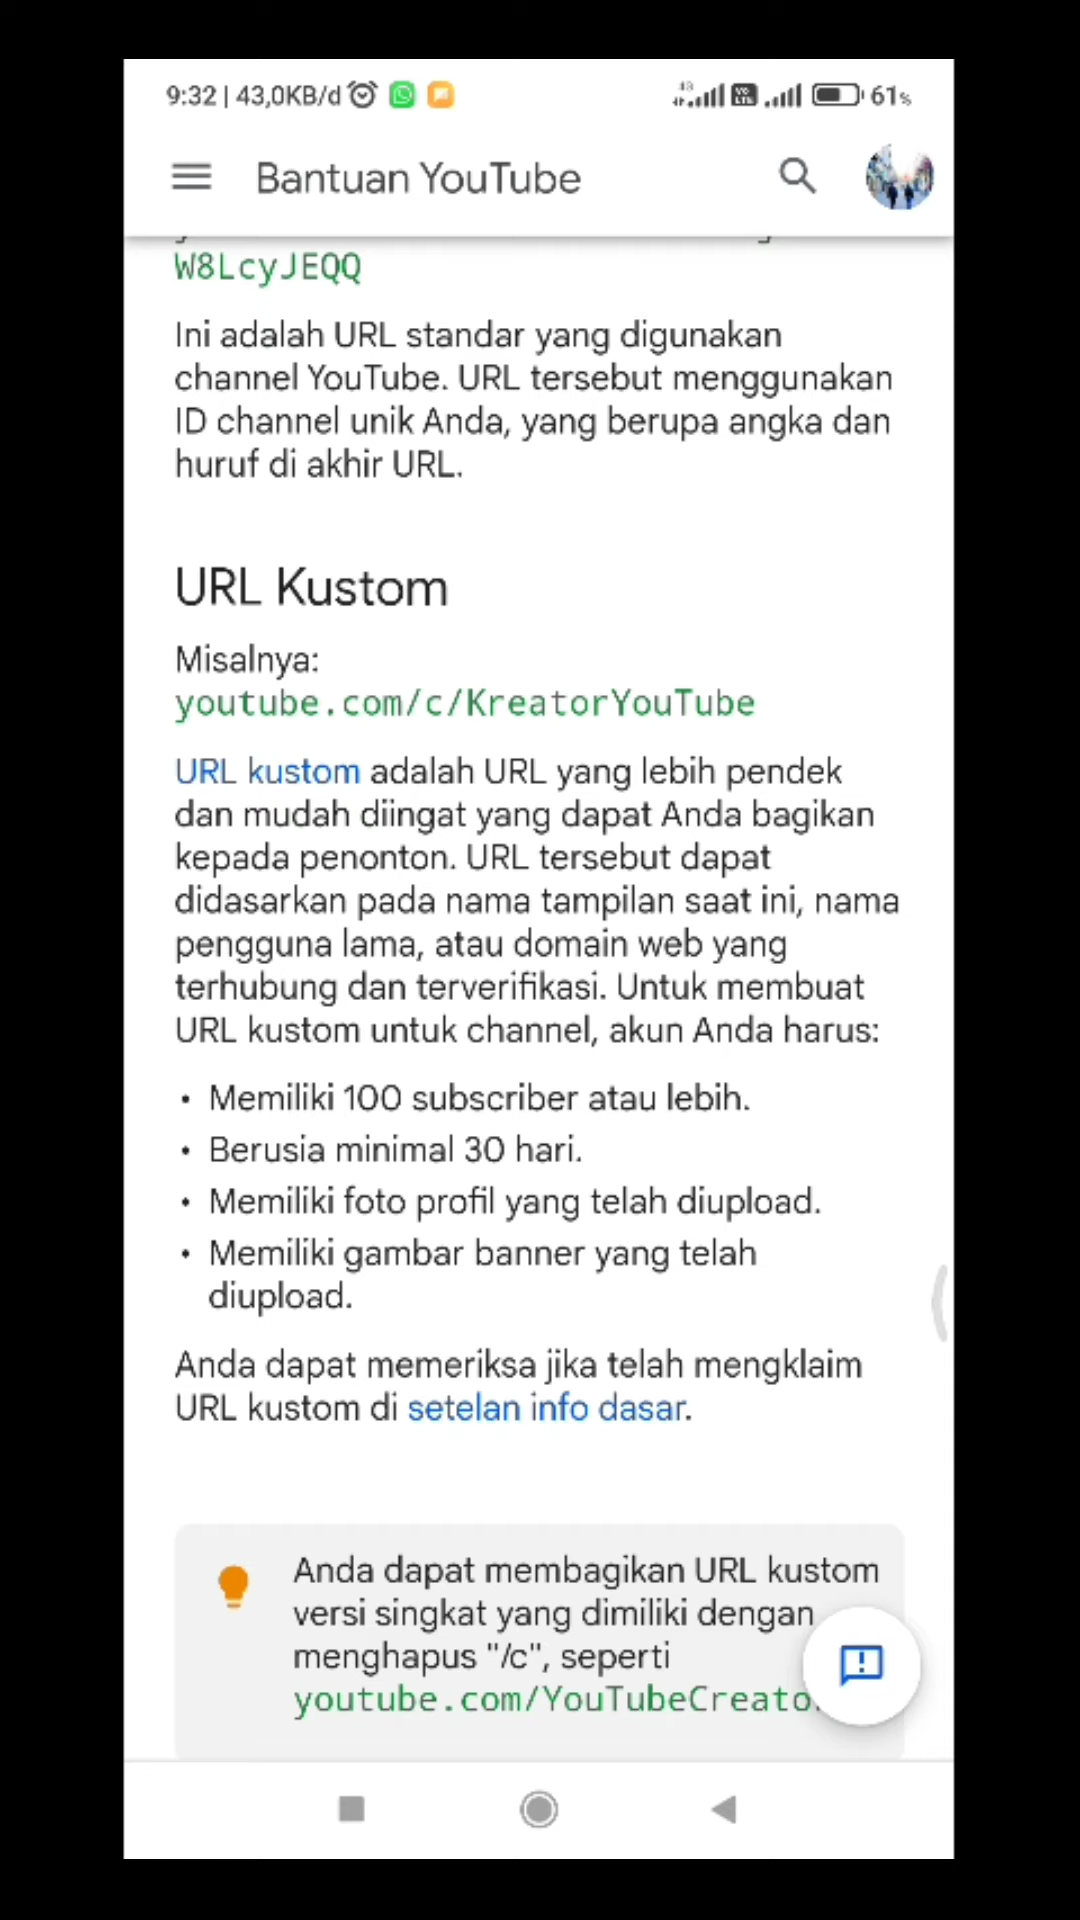 9:32 | 43,0KB/d
61%
Bantuan YouTube
W8LcyJEQQ
Ini adalah URL standar yang digunakan
channel YouTube. URL tersebut menggunakan
ID channel unik Anda, yang berupa angka dan
huruf di akhir URL.
URL Kustom
Misalnya:
youtube.com/c/KreatorYouTube
URL kustom adalah URL yang lebih pendek
dan mudah diingat yang dapat Anda bagikan
kepada penonton. URL tersebut dapat
didasarkan pada nama tampilan saat ini, nama
pengguna lama, atau domain web yang
terhubung dan terverifikasi. Untuk membuat
URL kustom untuk channel, akun Anda harus:
• Memiliki 100 subscriber atau lebih.
• Berusia minimal 30 hari.
• Memiliki foto profil yang telah diupload.
• Memiliki gambar banner yang telah
diupload.
Anda dapat memeriksa jika telah mengklaim
URL kustom di setelan info dasar.
Anda dapat membagikan URL kustom
versi singkat yang dimiliki dengan
menghapus "/c", seperti
youtube.com/YouTubeCreato